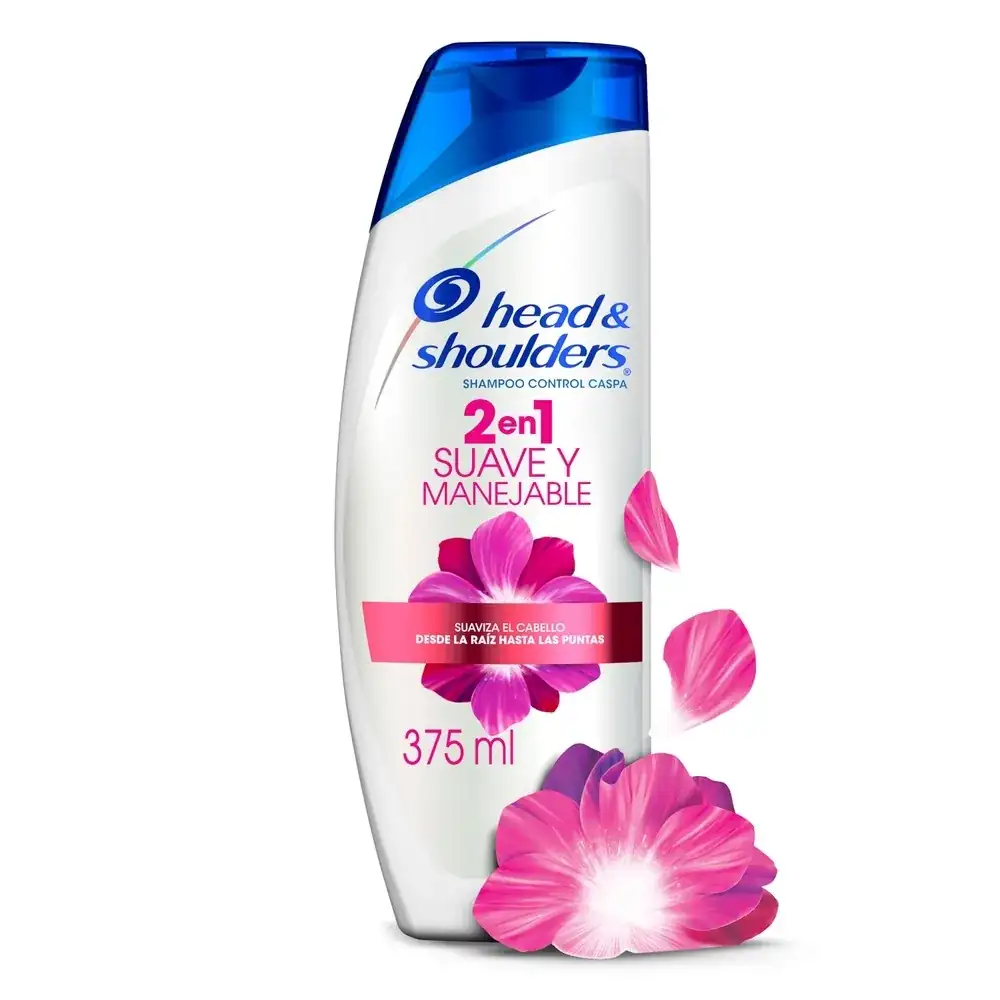 head &
shoulders®
SHAMPOO CONTROL CASPA
2en1
SUAVE Y
MANEJABLE
SUAVIZA EL CABELLO
DESDE LA RAÍZ HASTA LAS PUNTAS
375 ml